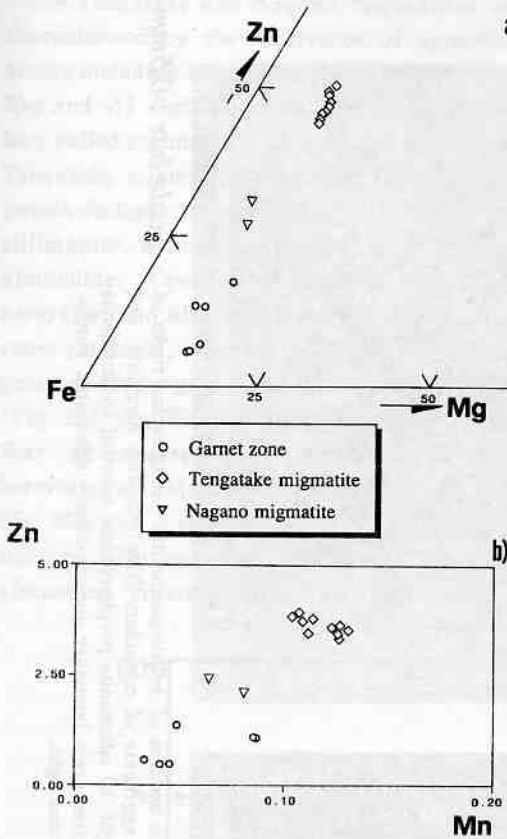 Zn
a
50
25
Fe
25
50
Mg
Garnet zone
Tengatake migmatite
Nagano migmatite
Zn
b)
5.00
2.50
0.00
0.00
0.10
0.20
Mn